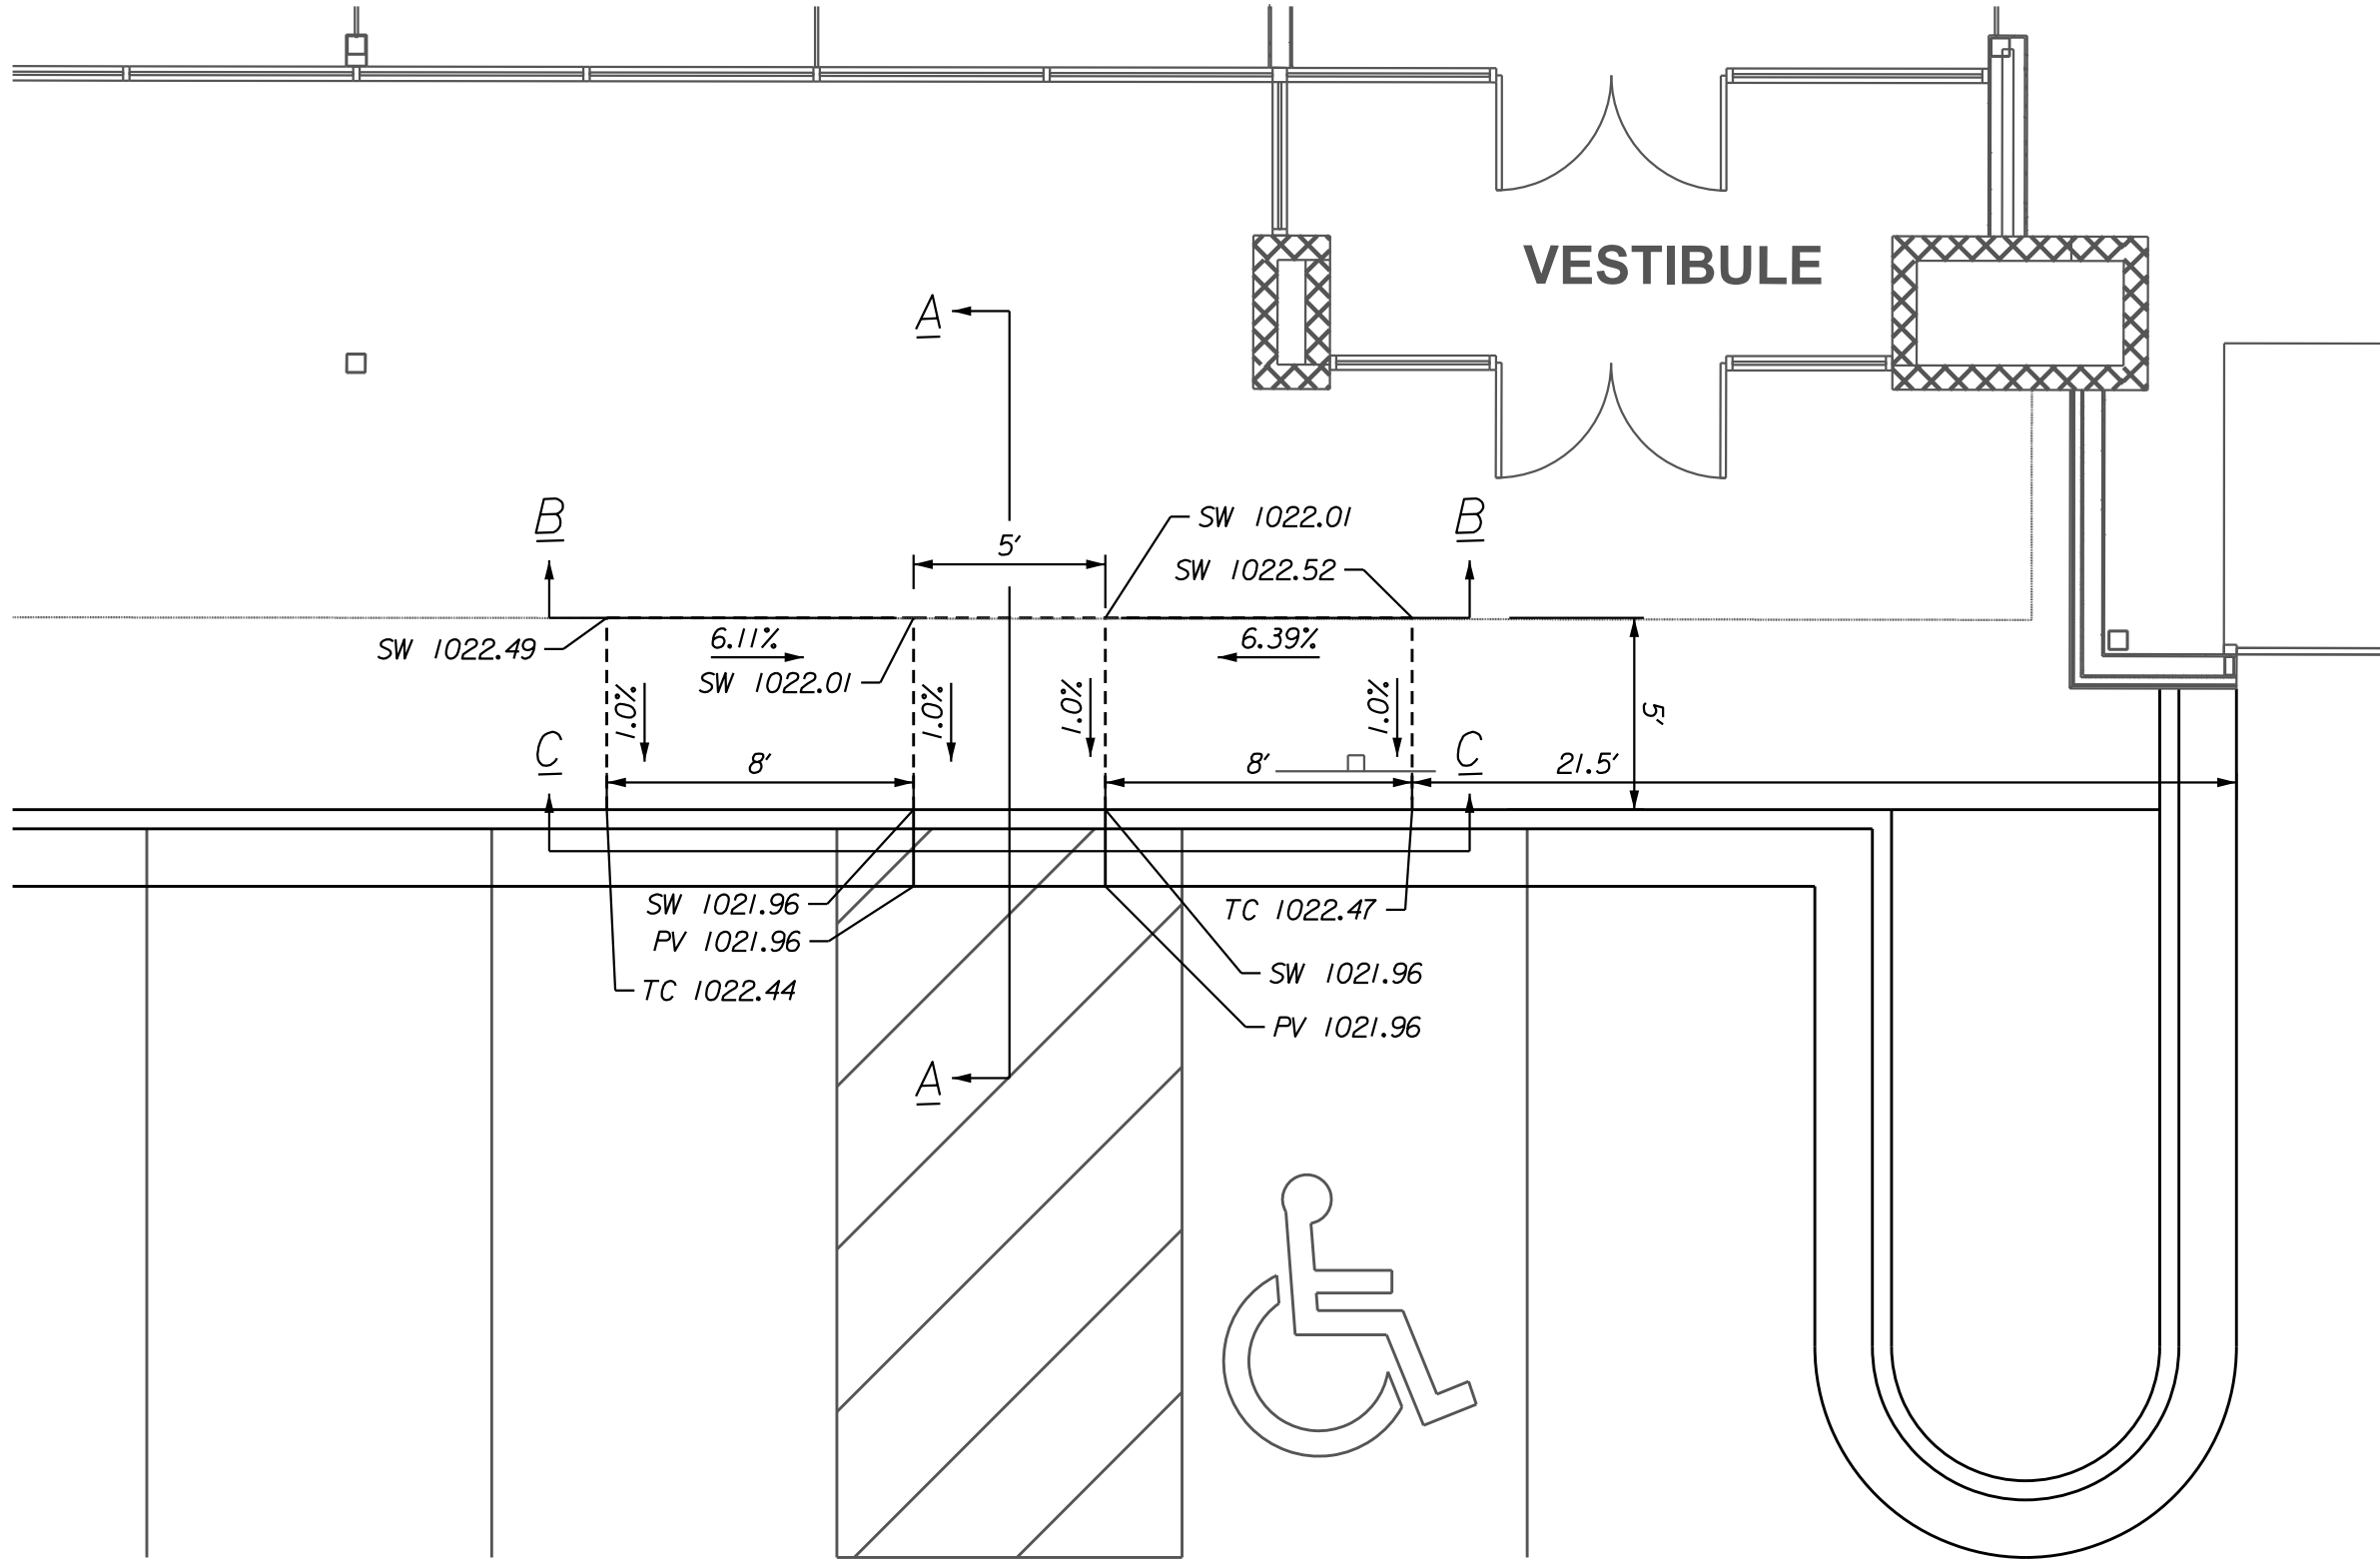 VESTIBULE
A
B
B
SW 1022.01
5'
SW 1022.52
SW 1022.49
6.11%
6.39%
SW 1022.01
1.0%
1.0%
1.0%
1.0%
5'
C
C
8'
8'
21.5'
SW 1021.96
TC 1022.47
PV 1021.96
SW 1021.96
TC 1022.44
PV 1021.96
A